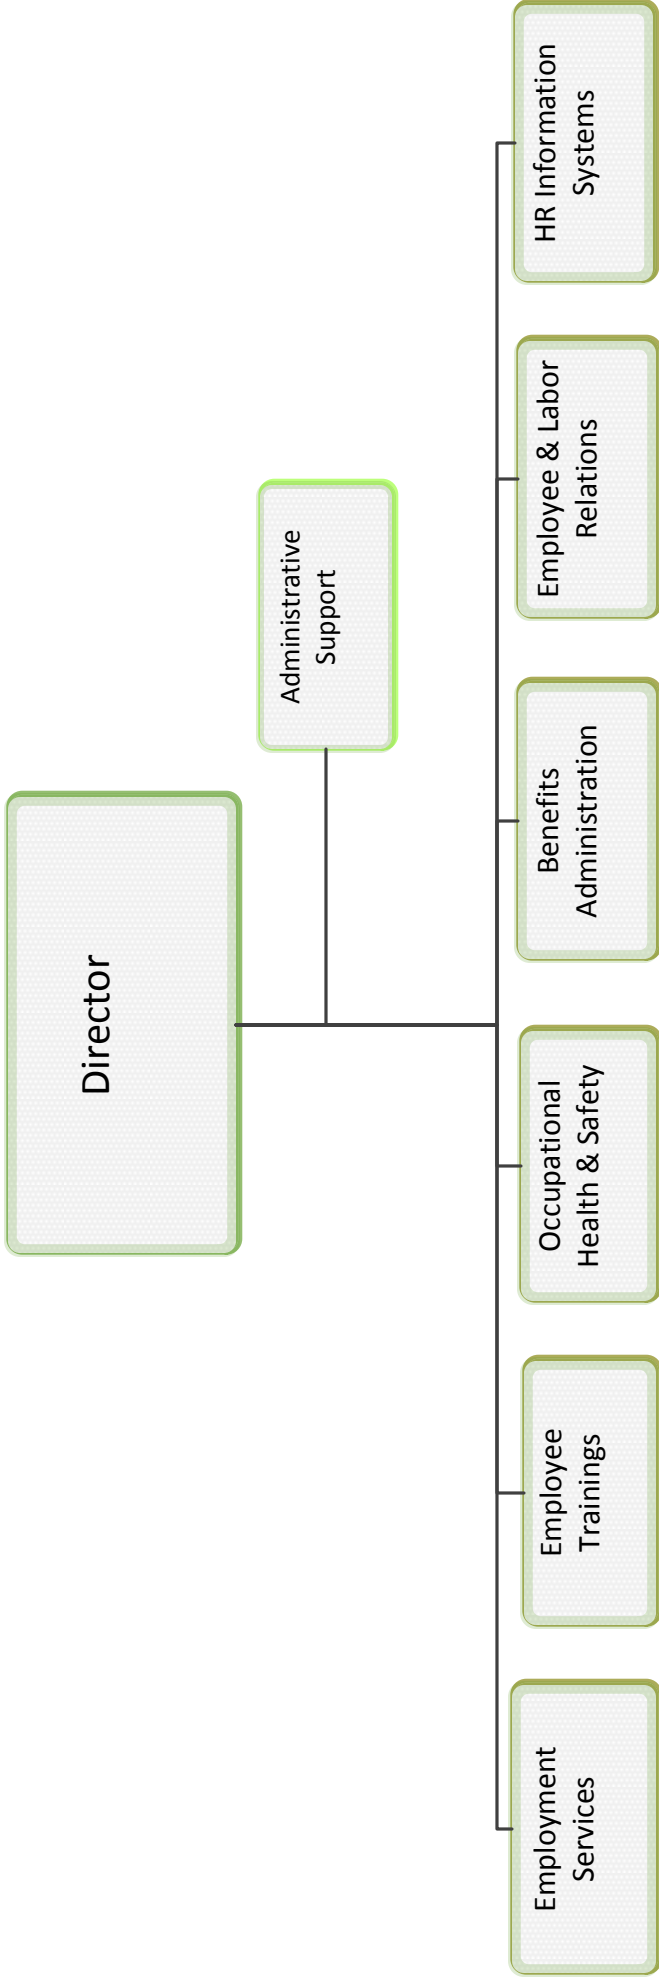 Director
Administrative
Support
Employment
Services
Employee
Trainings
Occupational
Health & Safety
Benefits
Administration
Employee & Labor
Relations
HR Information
Systems